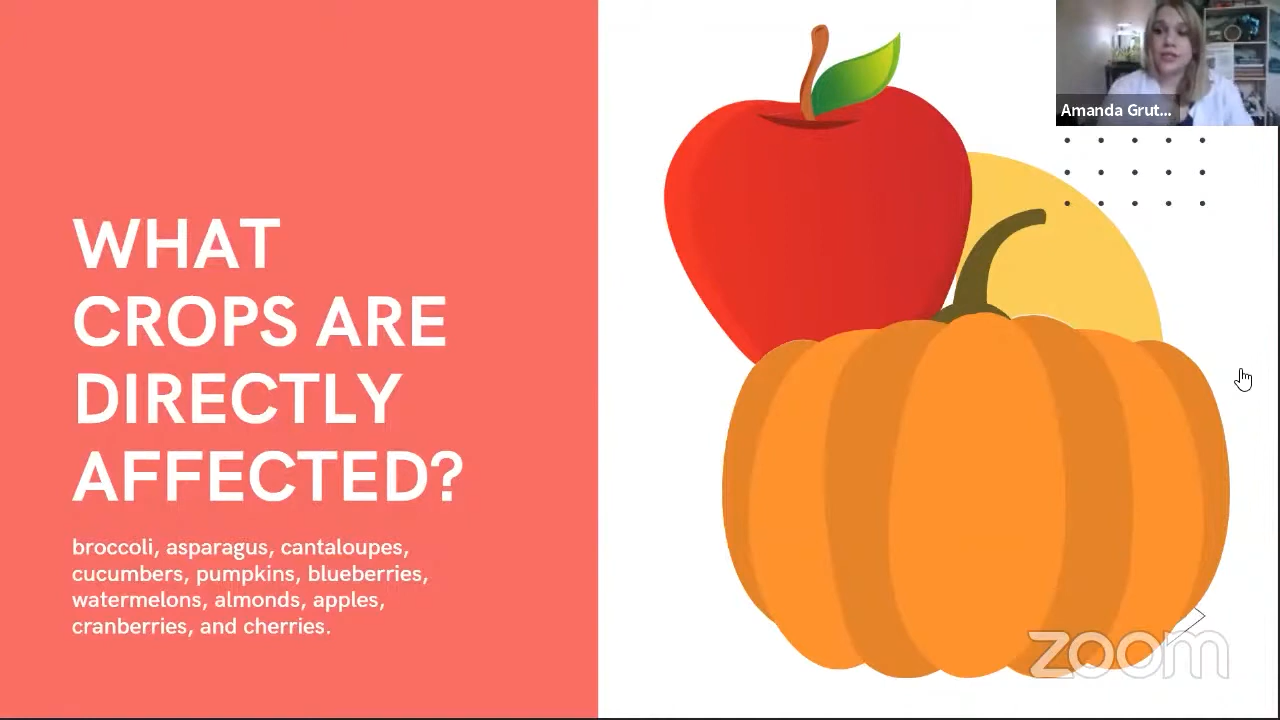 WHAT
CROPS ARE
DIRECTLY
AFFECTED?
broccoli, asparagus, cantaloupes,
cucumbers, pumpkins, blueberries,
watermelons, almonds, apples,
cranberries, and cherries.
Amanda Grut...
zoom